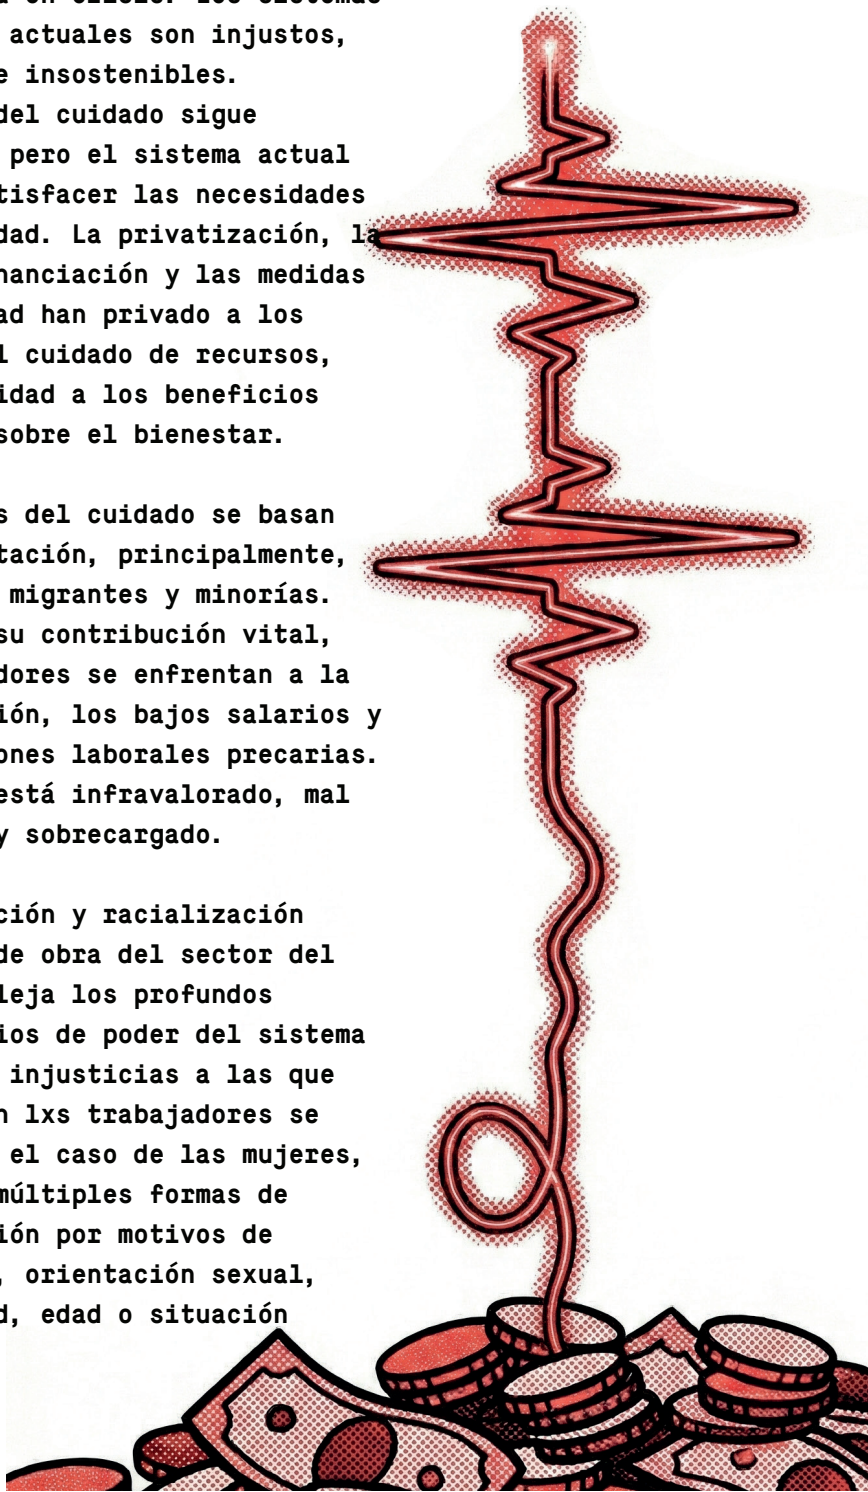 actuales son injustos,
e insostenibles.
del cuidado sigue
pero el sistema actual
tisfacer las necesidades
dad. La privatización, la
nanciación y las medidas
ad han privado a los
l cuidado de recursos,
idad a los beneficios
sobre el bienestar.
s del cuidado se basan
tación, principalmente,
migrantes y minorías.
su contribución vital,
dores se enfrentan a la
ión, los bajos salarios y
ones laborales precarias.
está infravalorado, mal
y sobrecargado.
ción y racialización
de obra del sector del
leja los profundos
ios de poder del sistema
injusticias a las que
n lxs trabajadores se
el caso de las mujeres,
múltiples formas de
ión por motivos de
, orientación sexual,
d, edad o situación